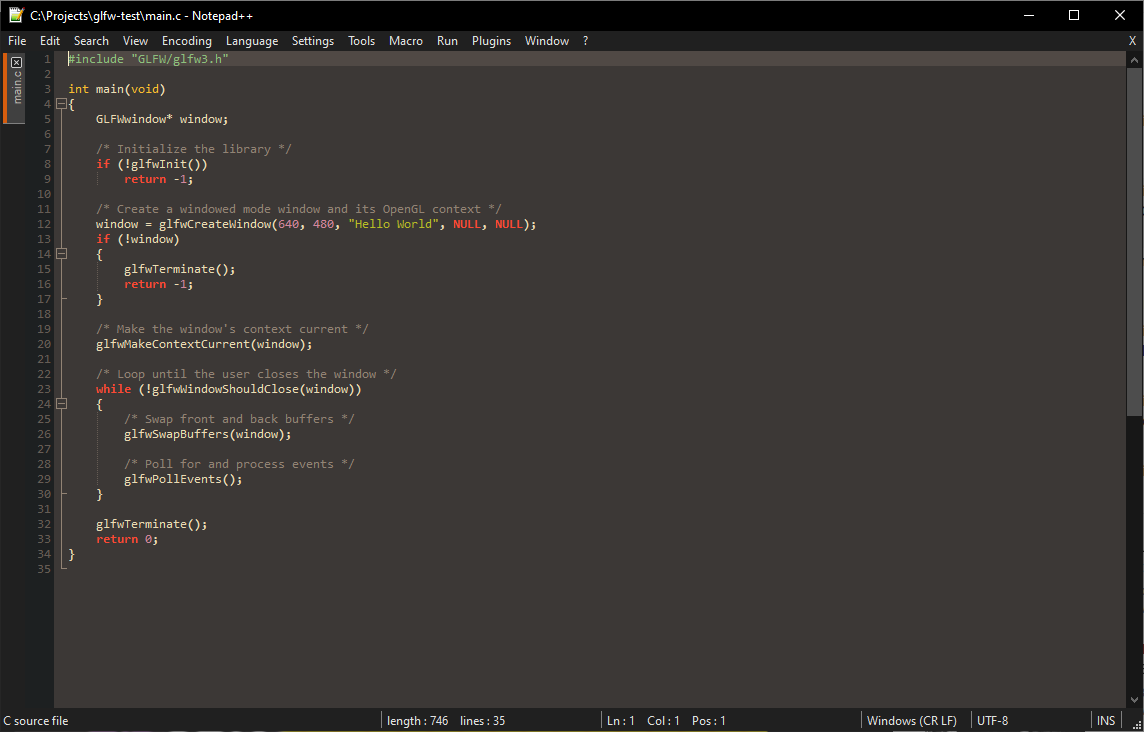 C:\Projects\glfw-test\main.c - Notepad++
File Edit Search View Encoding Language Settings Tools Macro Run Plugins Window ? X
main.c
1 #include "GLFW/glfw3.h"
2
3 int main(void)
4 {
5     GLFWwindow* window;
6
7     /* Initialize the library */
8     if (!glfwInit())
9         return -1;
10
11     /* Create a windowed mode window and its OpenGL context */
12     window = glfwCreateWindow(640, 480, "Hello World", NULL, NULL);
13     if (!window)
14     {
15         glfwTerminate();
16         return -1;
17     }
18
19     /* Make the window's context current */
20     glfwMakeContextCurrent(window);
21
22     /* Loop until the user closes the window */
23     while (!glfwWindowShouldClose(window))
24     {
25         /* Swap front and back buffers */
26         glfwSwapBuffers(window);
27
28         /* Poll for and process events */
29         glfwPollEvents();
30     }
31
32     glfwTerminate();
33     return 0;
34 }
35
C source file length : 746 lines : 35 Ln : 1 Col : 1 Pos : 1 Windows (CR LF) UTF-8 INS